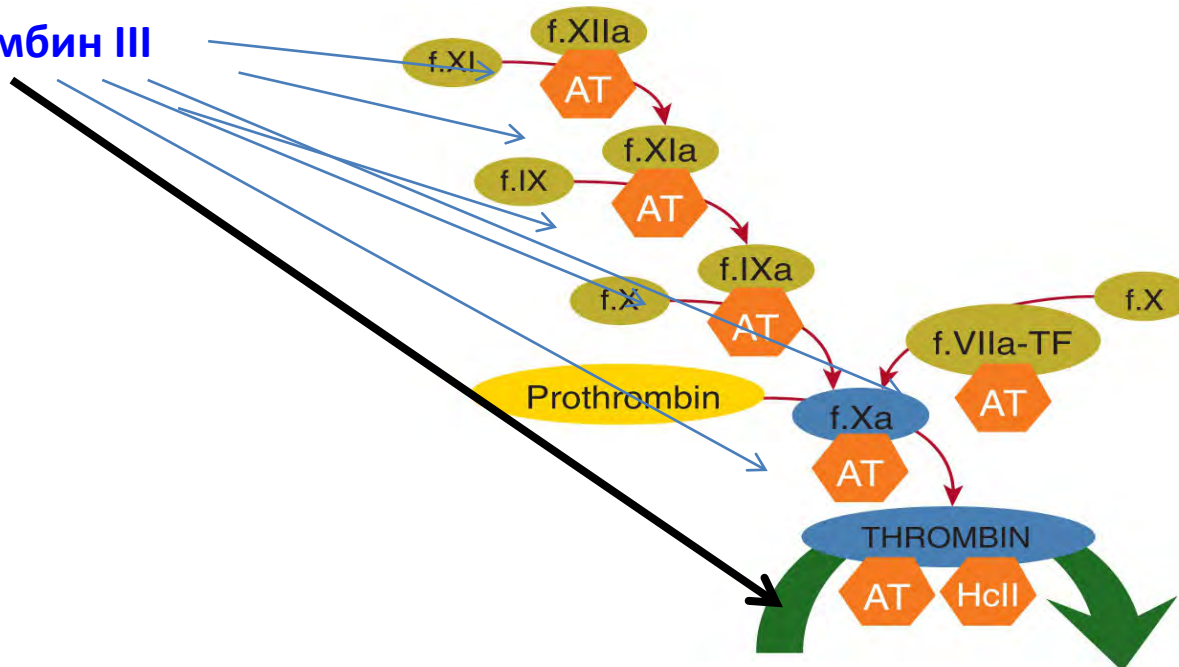 мбин III
f.XIIa
f.XI
AT
f.XIa
f.IX
AT
f.IXa
f.X
AT
f.X
f.VIIa-TF
AT
Prothrombin
f.Xa
AT
THROMBIN
AT
HcII